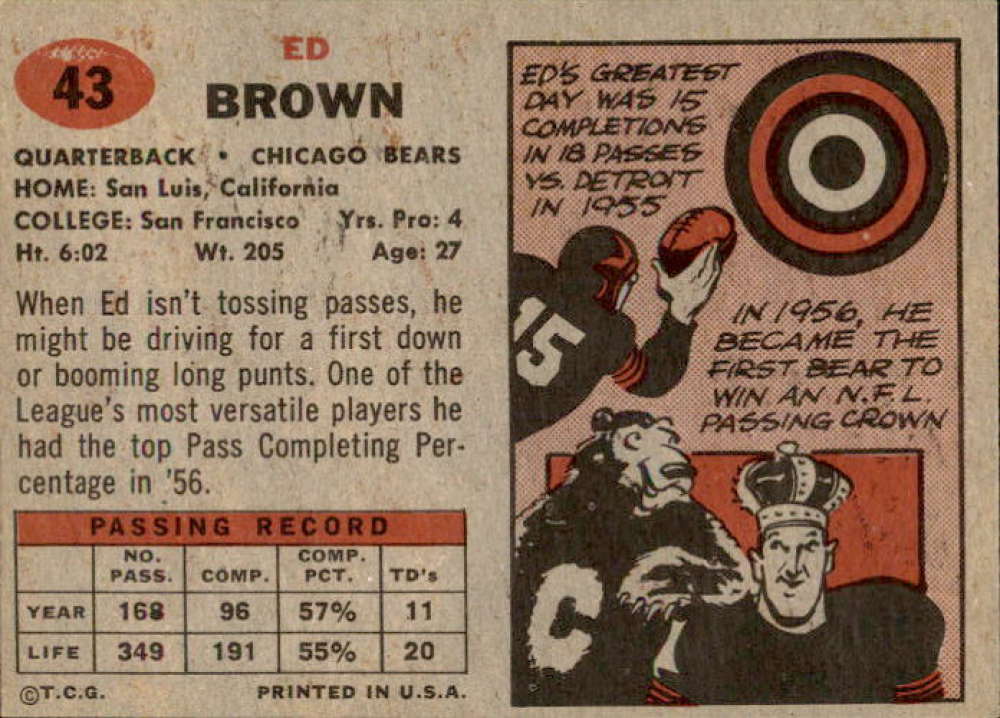 43
ED
BROWN
QUARTERBACK • CHICAGO BEARS
HOME: San Luis, California
COLLEGE: San Francisco Yrs. Pro: 4
Ht. 6:02 Wt. 205 Age: 27
When Ed isn't tossing passes, he
might be driving for a first down
or booming long punts. One of the
League's most versatile players he
had the top Pass Completing Per-
centage in '56.
PASSING RECORD
NO. PASS. COMP. COMP. PCT. TD's
YEAR 168 96 57% 11
LIFE 349 191 55% 20
©T.C.G. PRINTED IN U.S.A.
ED'S GREATEST
DAY WAS 15
COMPLETIONS
IN 18 PASSES
VS. DETROIT
IN 1955
15
IN 1956, HE
BECAME THE
FIRST BEAR TO
WIN AN N.F.L.
PASSING CROWN
C